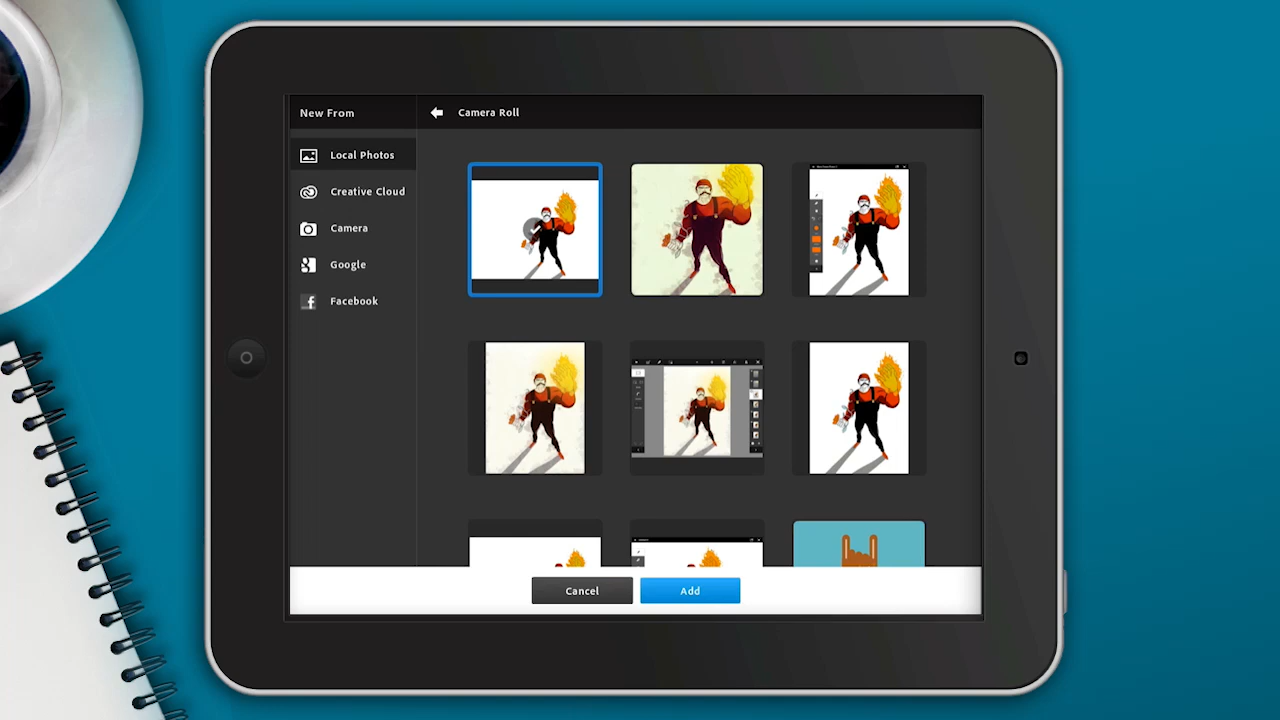 New From
Camera Roll
Local Photos
Creative Cloud
Camera
Google
Facebook
Cancel
Add